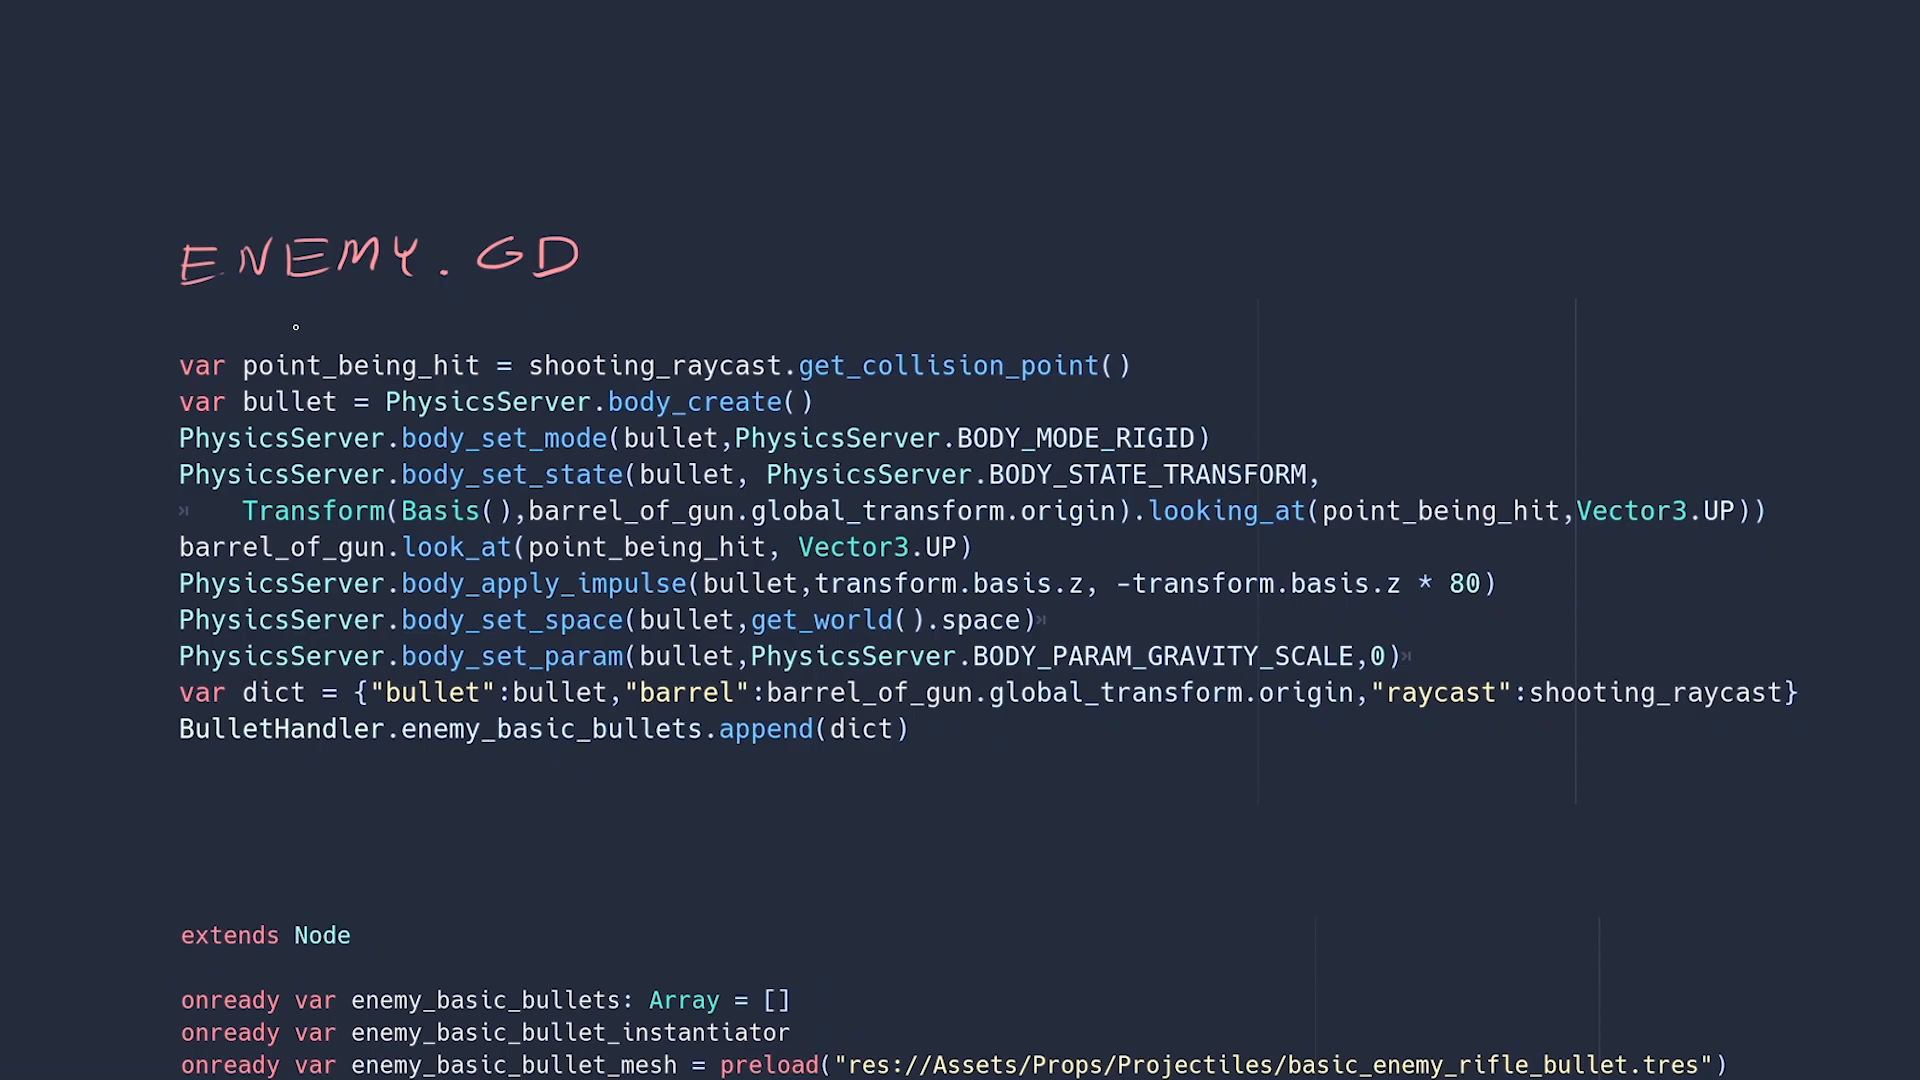 ENEMY.GD
var point_being_hit = shooting_raycast.get_collision_point()
var bullet = PhysicsServer.body_create()
PhysicsServer.body_set_mode(bullet,PhysicsServer.BODY_MODE_RIGID)
PhysicsServer.body_set_state(bullet, PhysicsServer.BODY_STATE_TRANSFORM,
    Transform(Basis(),barrel_of_gun.global_transform.origin).looking_at(point_being_hit,Vector3.UP))
barrel_of_gun.look_at(point_being_hit, Vector3.UP)
PhysicsServer.body_apply_impulse(bullet,transform.basis.z, -transform.basis.z * 80)
PhysicsServer.body_set_space(bullet,get_world().space)
PhysicsServer.body_set_param(bullet,PhysicsServer.BODY_PARAM_GRAVITY_SCALE,0)
var dict = {"bullet":bullet,"barrel":barrel_of_gun.global_transform.origin,"raycast":shooting_raycast}
BulletHandler.enemy_basic_bullets.append(dict)
extends Node
onready var enemy_basic_bullets: Array = []
onready var enemy_basic_bullet_instantiator
onready var enemy_basic_bullet_mesh = preload("res://Assets/Props/Projectiles/basic_enemy_rifle_bullet.tres")